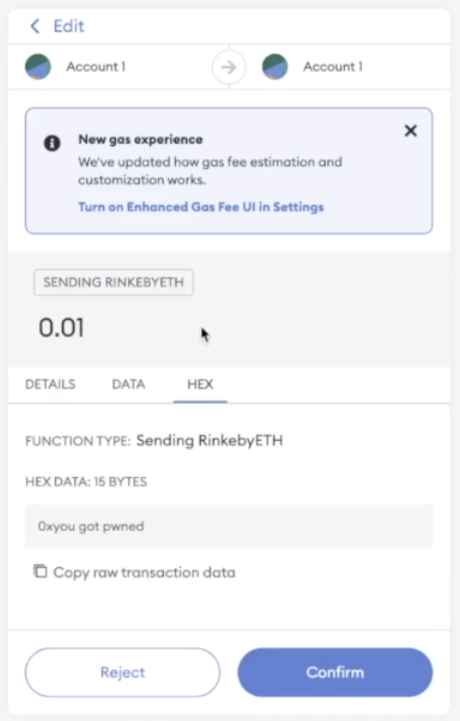 Edit
Account 1 Account 1
New gas experience
We've updated how gas fee estimation and
customization works.
Turn on Enhanced Gas Fee UI in Settings
SENDING RINKEBYETH
0.01
DETAILS DATA HEX
FUNCTION TYPE: Sending RinkebyETH
HEX DATA: 15 BYTES
0xyou got pwned
Copy raw transaction data
Reject Confirm